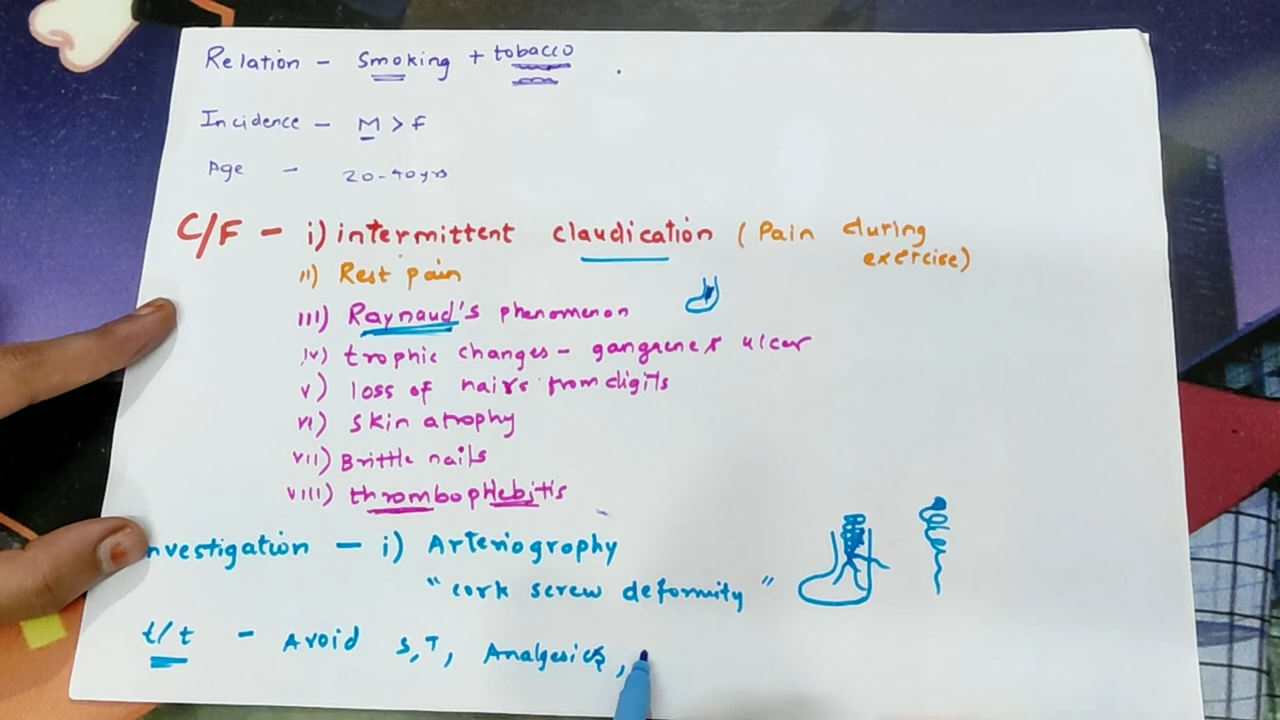 Relation - Smoking + tobacco
Incidence - M > F
Age - 20-40yrs
C/F - i) intermittent claudication (Pain during exercise)
ii) Rest pain
iii) Raynaud's phenomenon
iv) trophic changes - gangrene & ulcer
v) loss of hairs from digits
vi) skin atrophy
vii) Brittle nails
viii) thrombophlebitis
nvestigation - i) Arteriography
"cork screw deformity"
t/t - Avoid S,T, Analgesics,